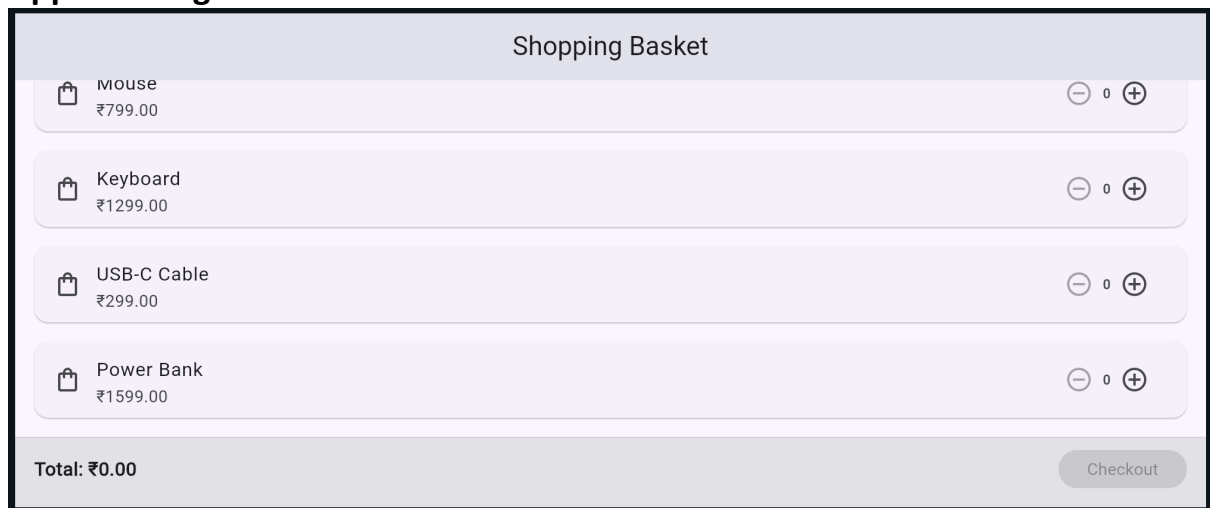 Shopping Basket
Mouse
₹799.00
0
Keyboard
₹1299.00
0
USB-C Cable
₹299.00
0
Power Bank
₹1599.00
0
Total: ₹0.00
Checkout